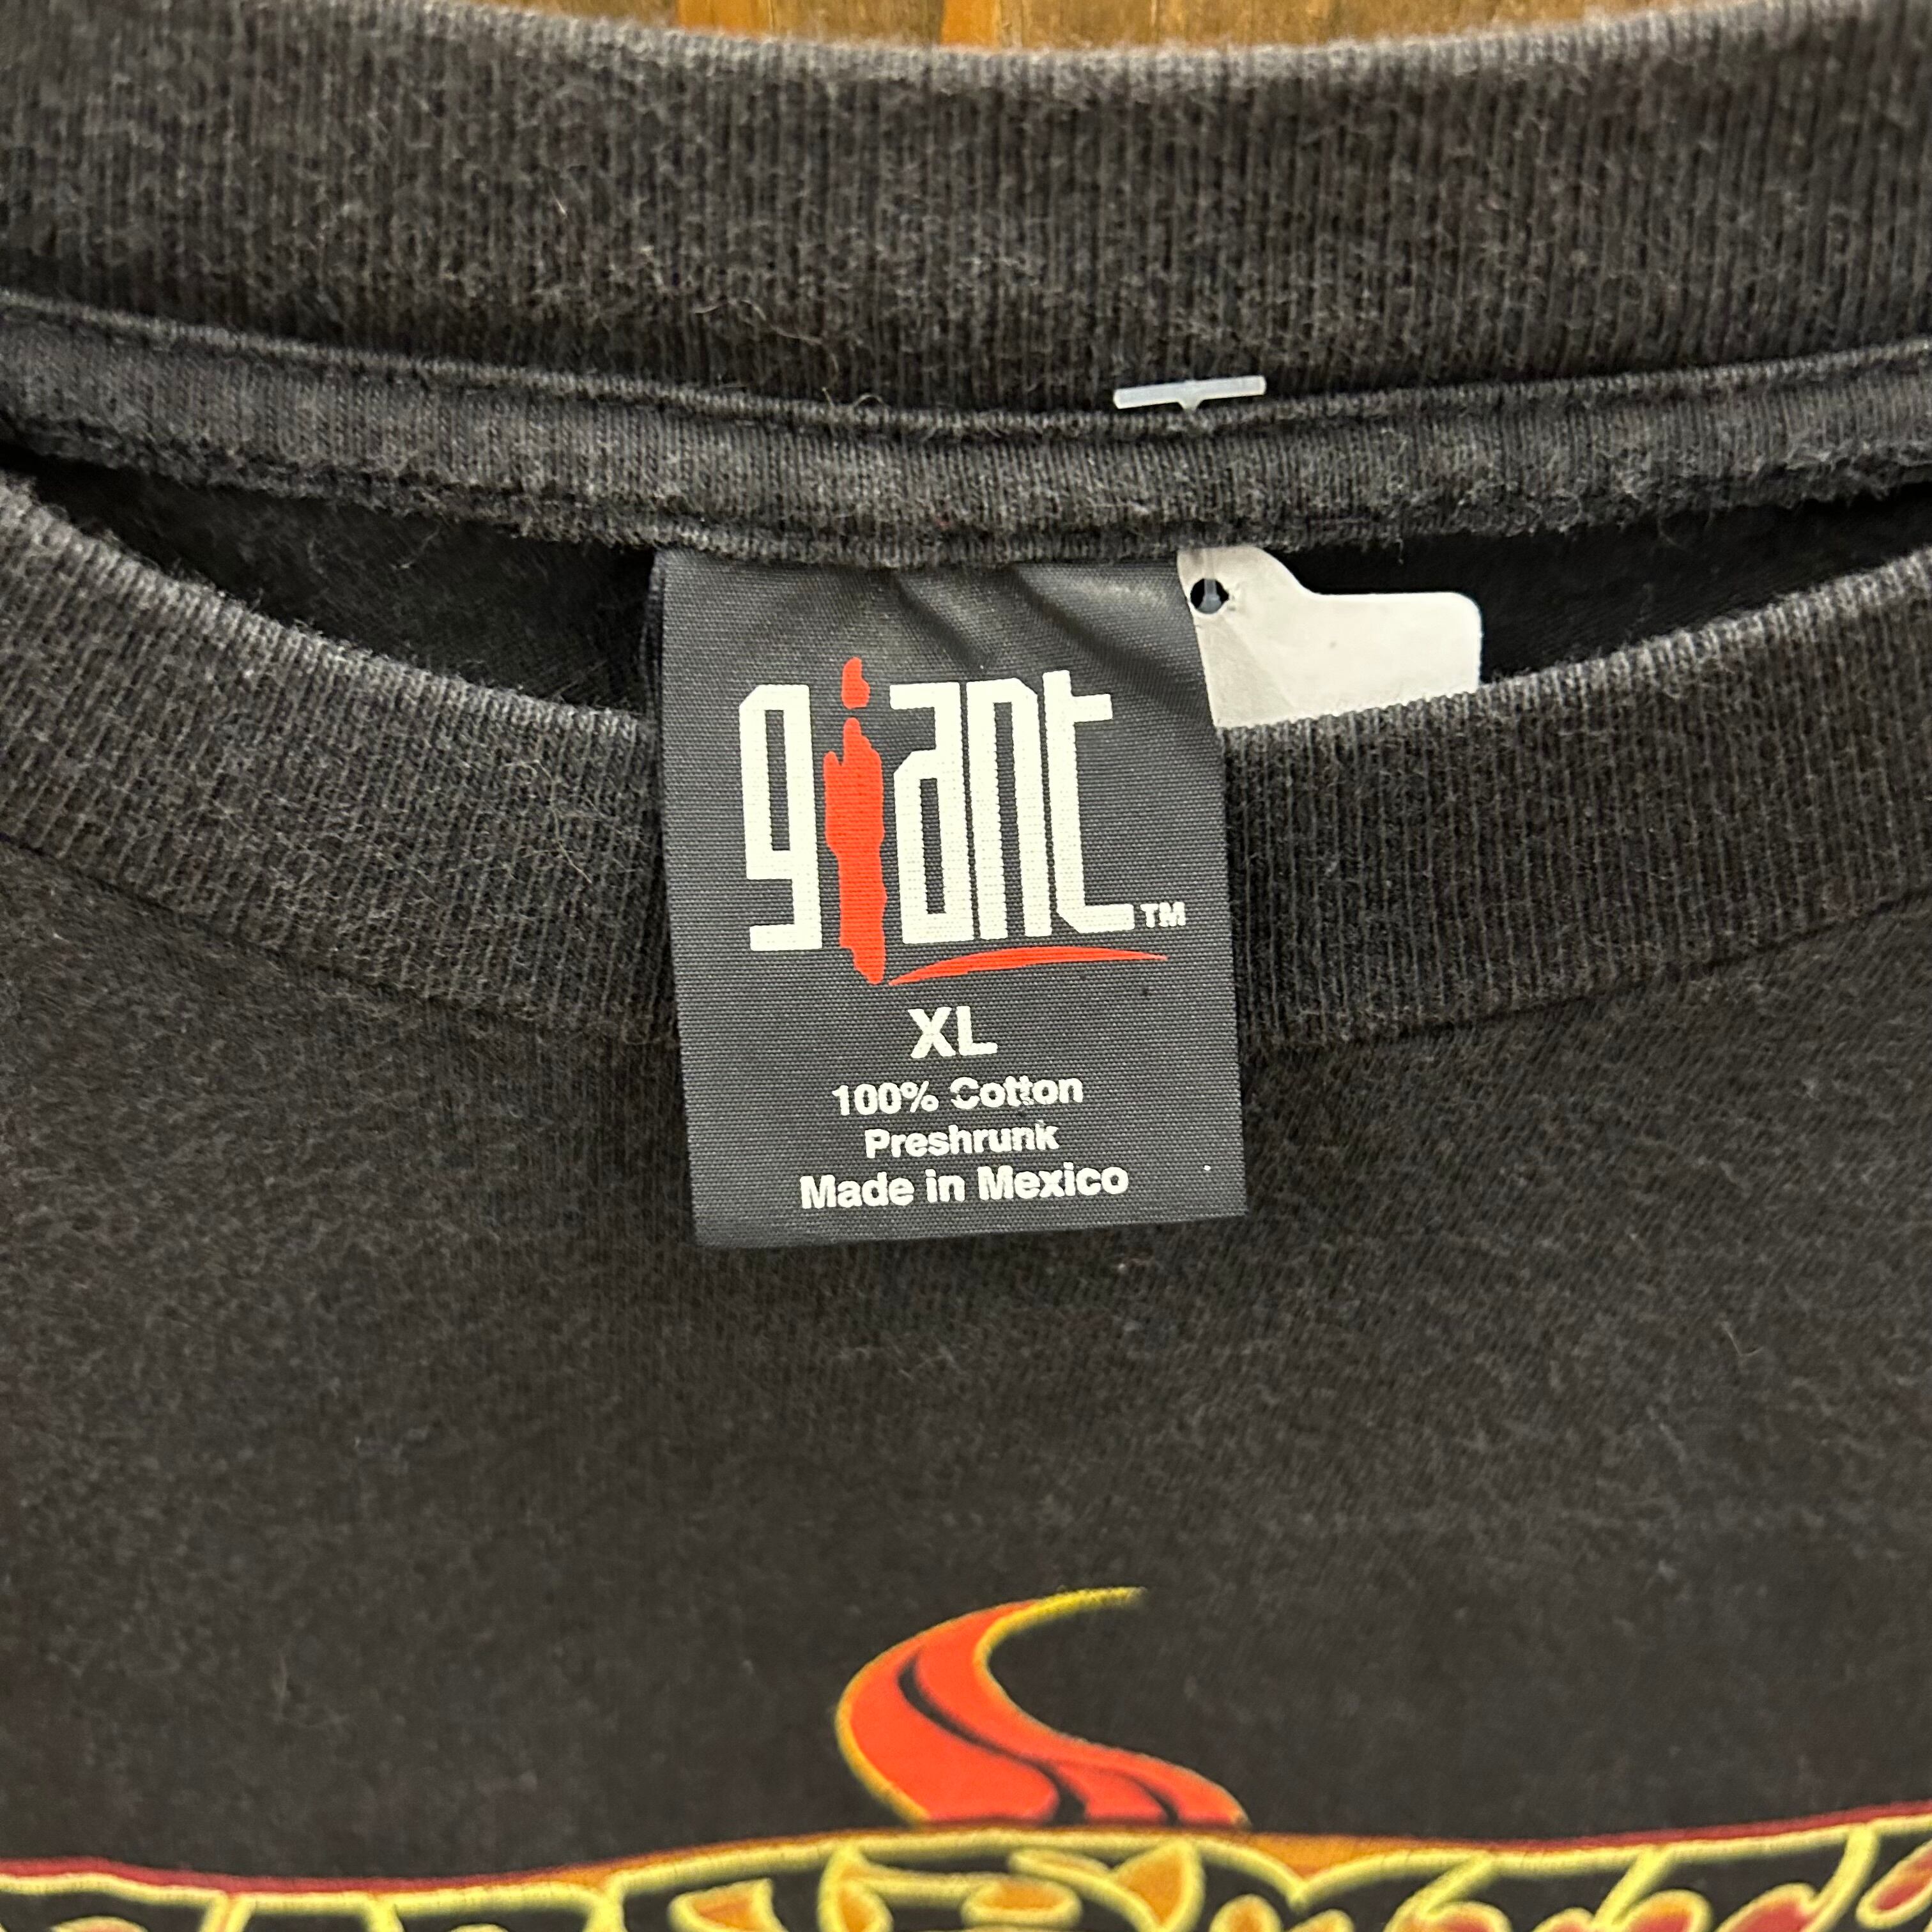 giant™
XL
100% Cotton
Preshrunk
Made in Mexico